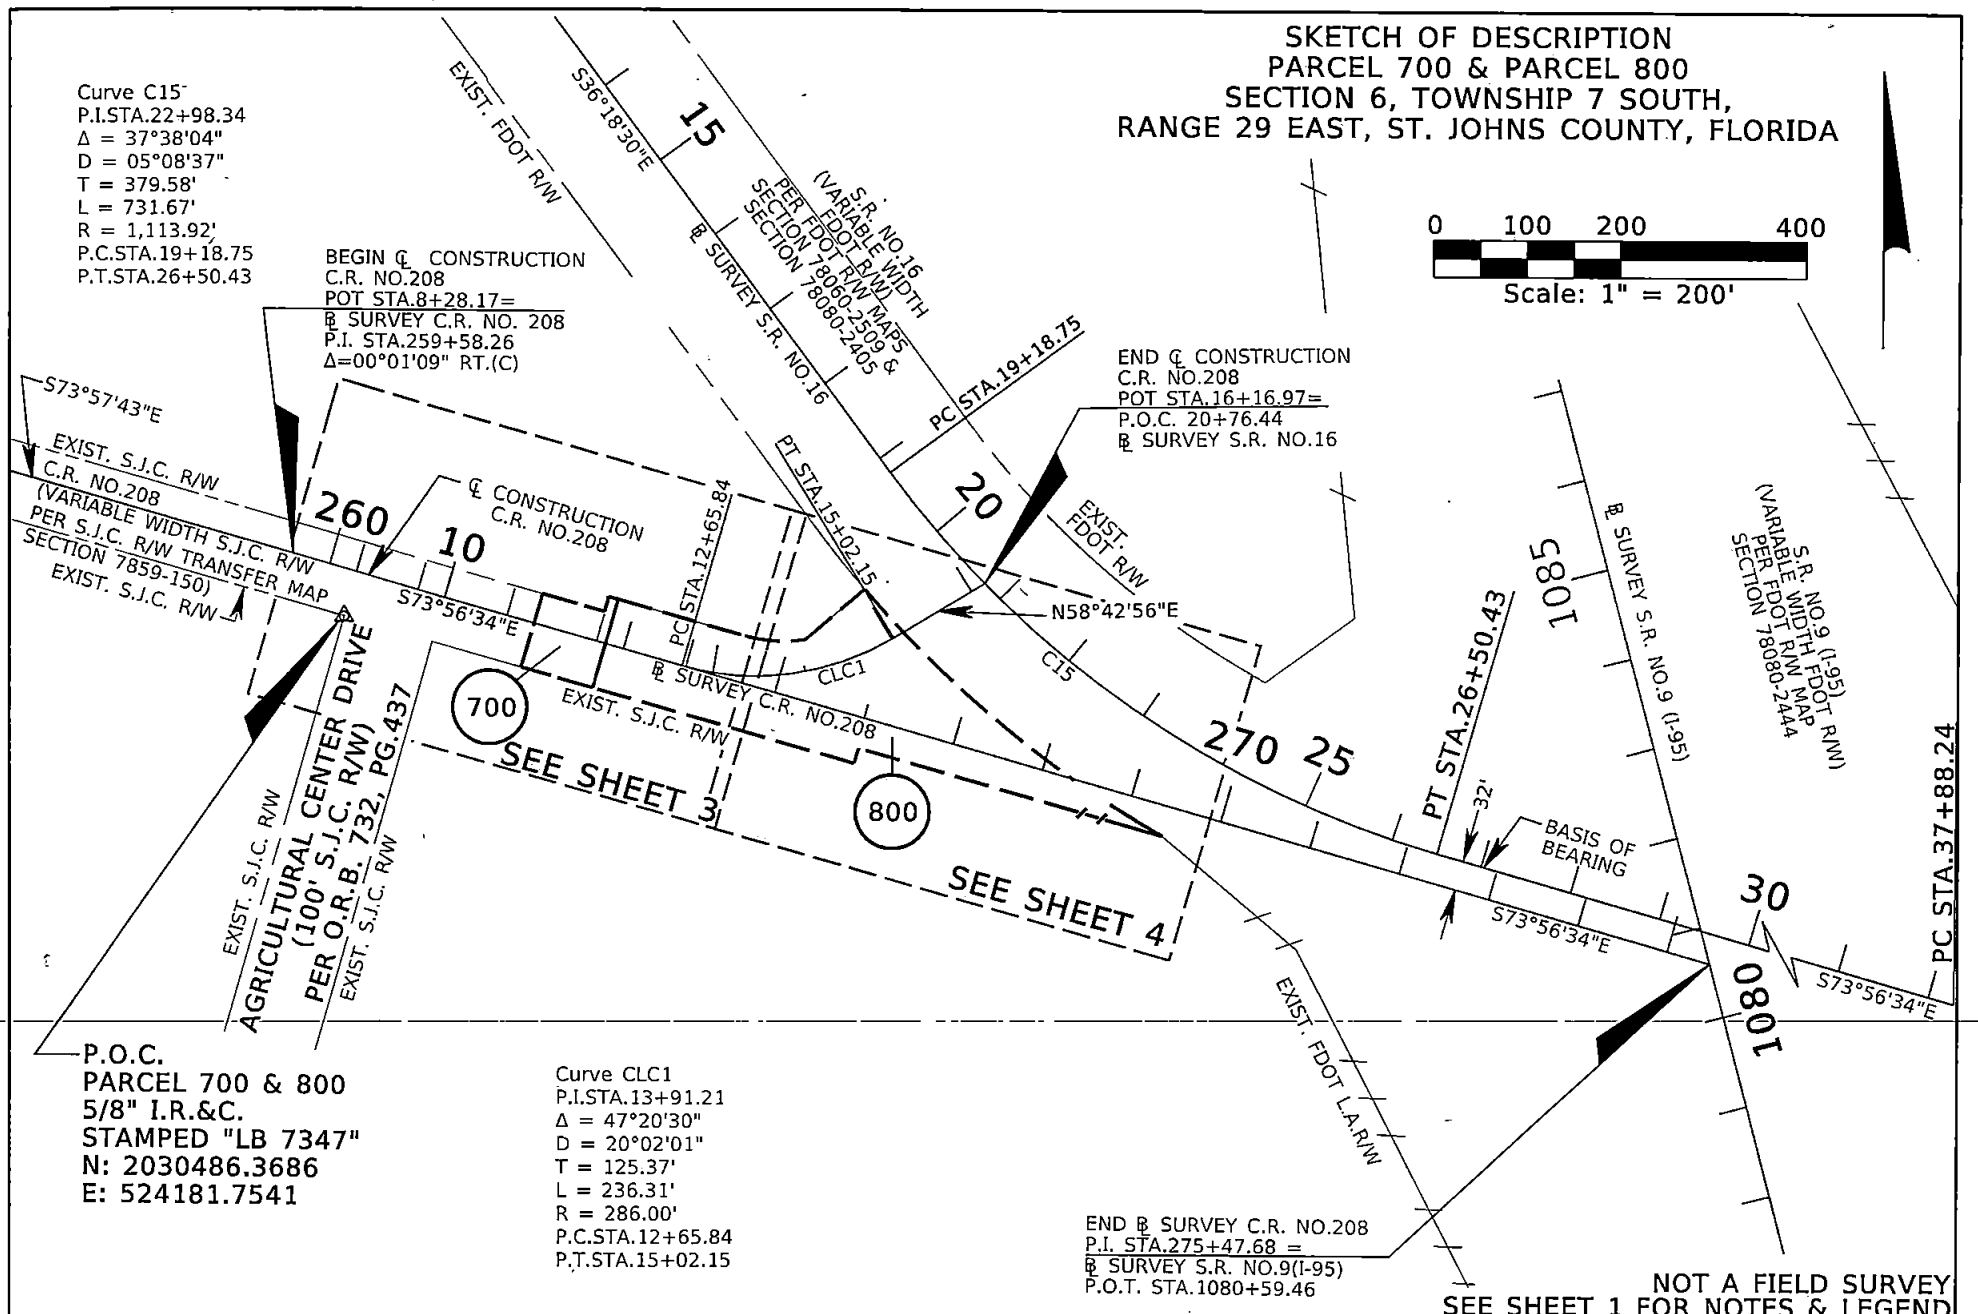 SKETCH OF DESCRIPTION
PARCEL 700 & PARCEL 800
SECTION 6, TOWNSHIP 7 SOUTH,
RANGE 29 EAST, ST. JOHNS COUNTY, FLORIDA
0 100 200 400
Scale: 1" = 200'
Curve C15
P.I.STA.22+98.34
Δ = 37°38'04"
D = 05°08'37"
T = 379.58'
L = 731.67'
R = 1,113.92'
P.C.STA.19+18.75
P.T.STA.26+50.43
BEGIN ℄ CONSTRUCTION
C.R. NO.208
POT STA.8+28.17=
BL SURVEY C.R. NO. 208
P.I. STA.259+58.26
Δ=00°01'09" RT.(C)
EXIST. FDOT R/W
S36°18'30"E
15
BL SURVEY S.R. NO.16
S.R. NO.16
(VARIABLE WIDTH
FDOT R/W)
PER FDOT R/W MAPS
SECTION 78060-2509 &
SECTION 78080-2405
PC STA.19+18.75
END ℄ CONSTRUCTION
C.R. NO.208
POT STA.16+16.97=
P.O.C. 20+76.44
BL SURVEY S.R. NO.16
S73°57'43"E
EXIST. S.J.C. R/W
C.R. NO.208
(VARIABLE WIDTH S.J.C. R/W
PER S.J.C. R/W TRANSFER MAP
SECTION 7859-150)
EXIST. S.J.C. R/W
260
10
℄ CONSTRUCTION
C.R. NO.208
S73°56'34"E
PC STA.12+65.84
PT STA.15+02.15
20
EXIST.
FDOT R/W
N58°42'56"E
C15
CLC1
BL SURVEY C.R. NO.208
EXIST. S.J.C. R/W
700
800
SEE SHEET 3
SEE SHEET 4
270
25
PT STA.26+50.43
32'
BASIS OF
BEARING
S73°56'34"E
30
S73°56'34"E
PC STA.37+88.24
1085
BL SURVEY S.R. NO.9 (I-95)
1080
S.R. NO.9 (I-95)
(VARIABLE WIDTH FDOT R/W)
PER FDOT R/W MAP
SECTION 78080-2444
EXIST. S.J.C. R/W
AGRICULTURAL CENTER DRIVE
(100' S.J.C. R/W)
PER O.R.B. 732, PG.437
EXIST. S.J.C. R/W
EXIST. FDOT L.A.R/W
P.O.C.
PARCEL 700 & 800
5/8" I.R.&C.
STAMPED "LB 7347"
N: 2030486.3686
E: 524181.7541
Curve CLC1
P.I.STA.13+91.21
Δ = 47°20'30"
D = 20°02'01"
T = 125.37'
L = 236.31'
R = 286.00'
P.C.STA.12+65.84
P.T.STA.15+02.15
END BL SURVEY C.R. NO.208
P.I. STA.275+47.68 =
BL SURVEY S.R. NO.9(I-95)
P.O.T. STA.1080+59.46
NOT A FIELD SURVEY
SEE SHEET 1 FOR NOTES & LEGEND